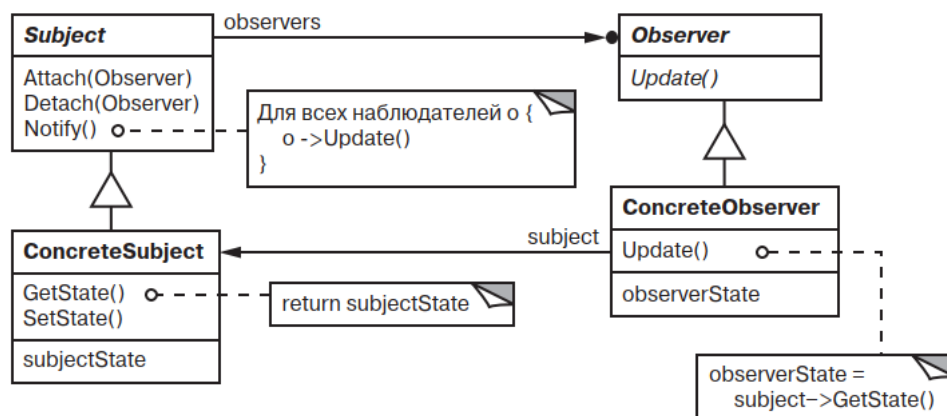 Subject
observers
Observer
Attach(Observer)
Detach(Observer)
Notify()
Update()
Для всех наблюдателей o {
o ->Update()
}
ConcreteObserver
ConcreteSubject
subject
Update()
GetState()
SetState()
return subjectState
observerState
subjectState
observerState =
subject->GetState()